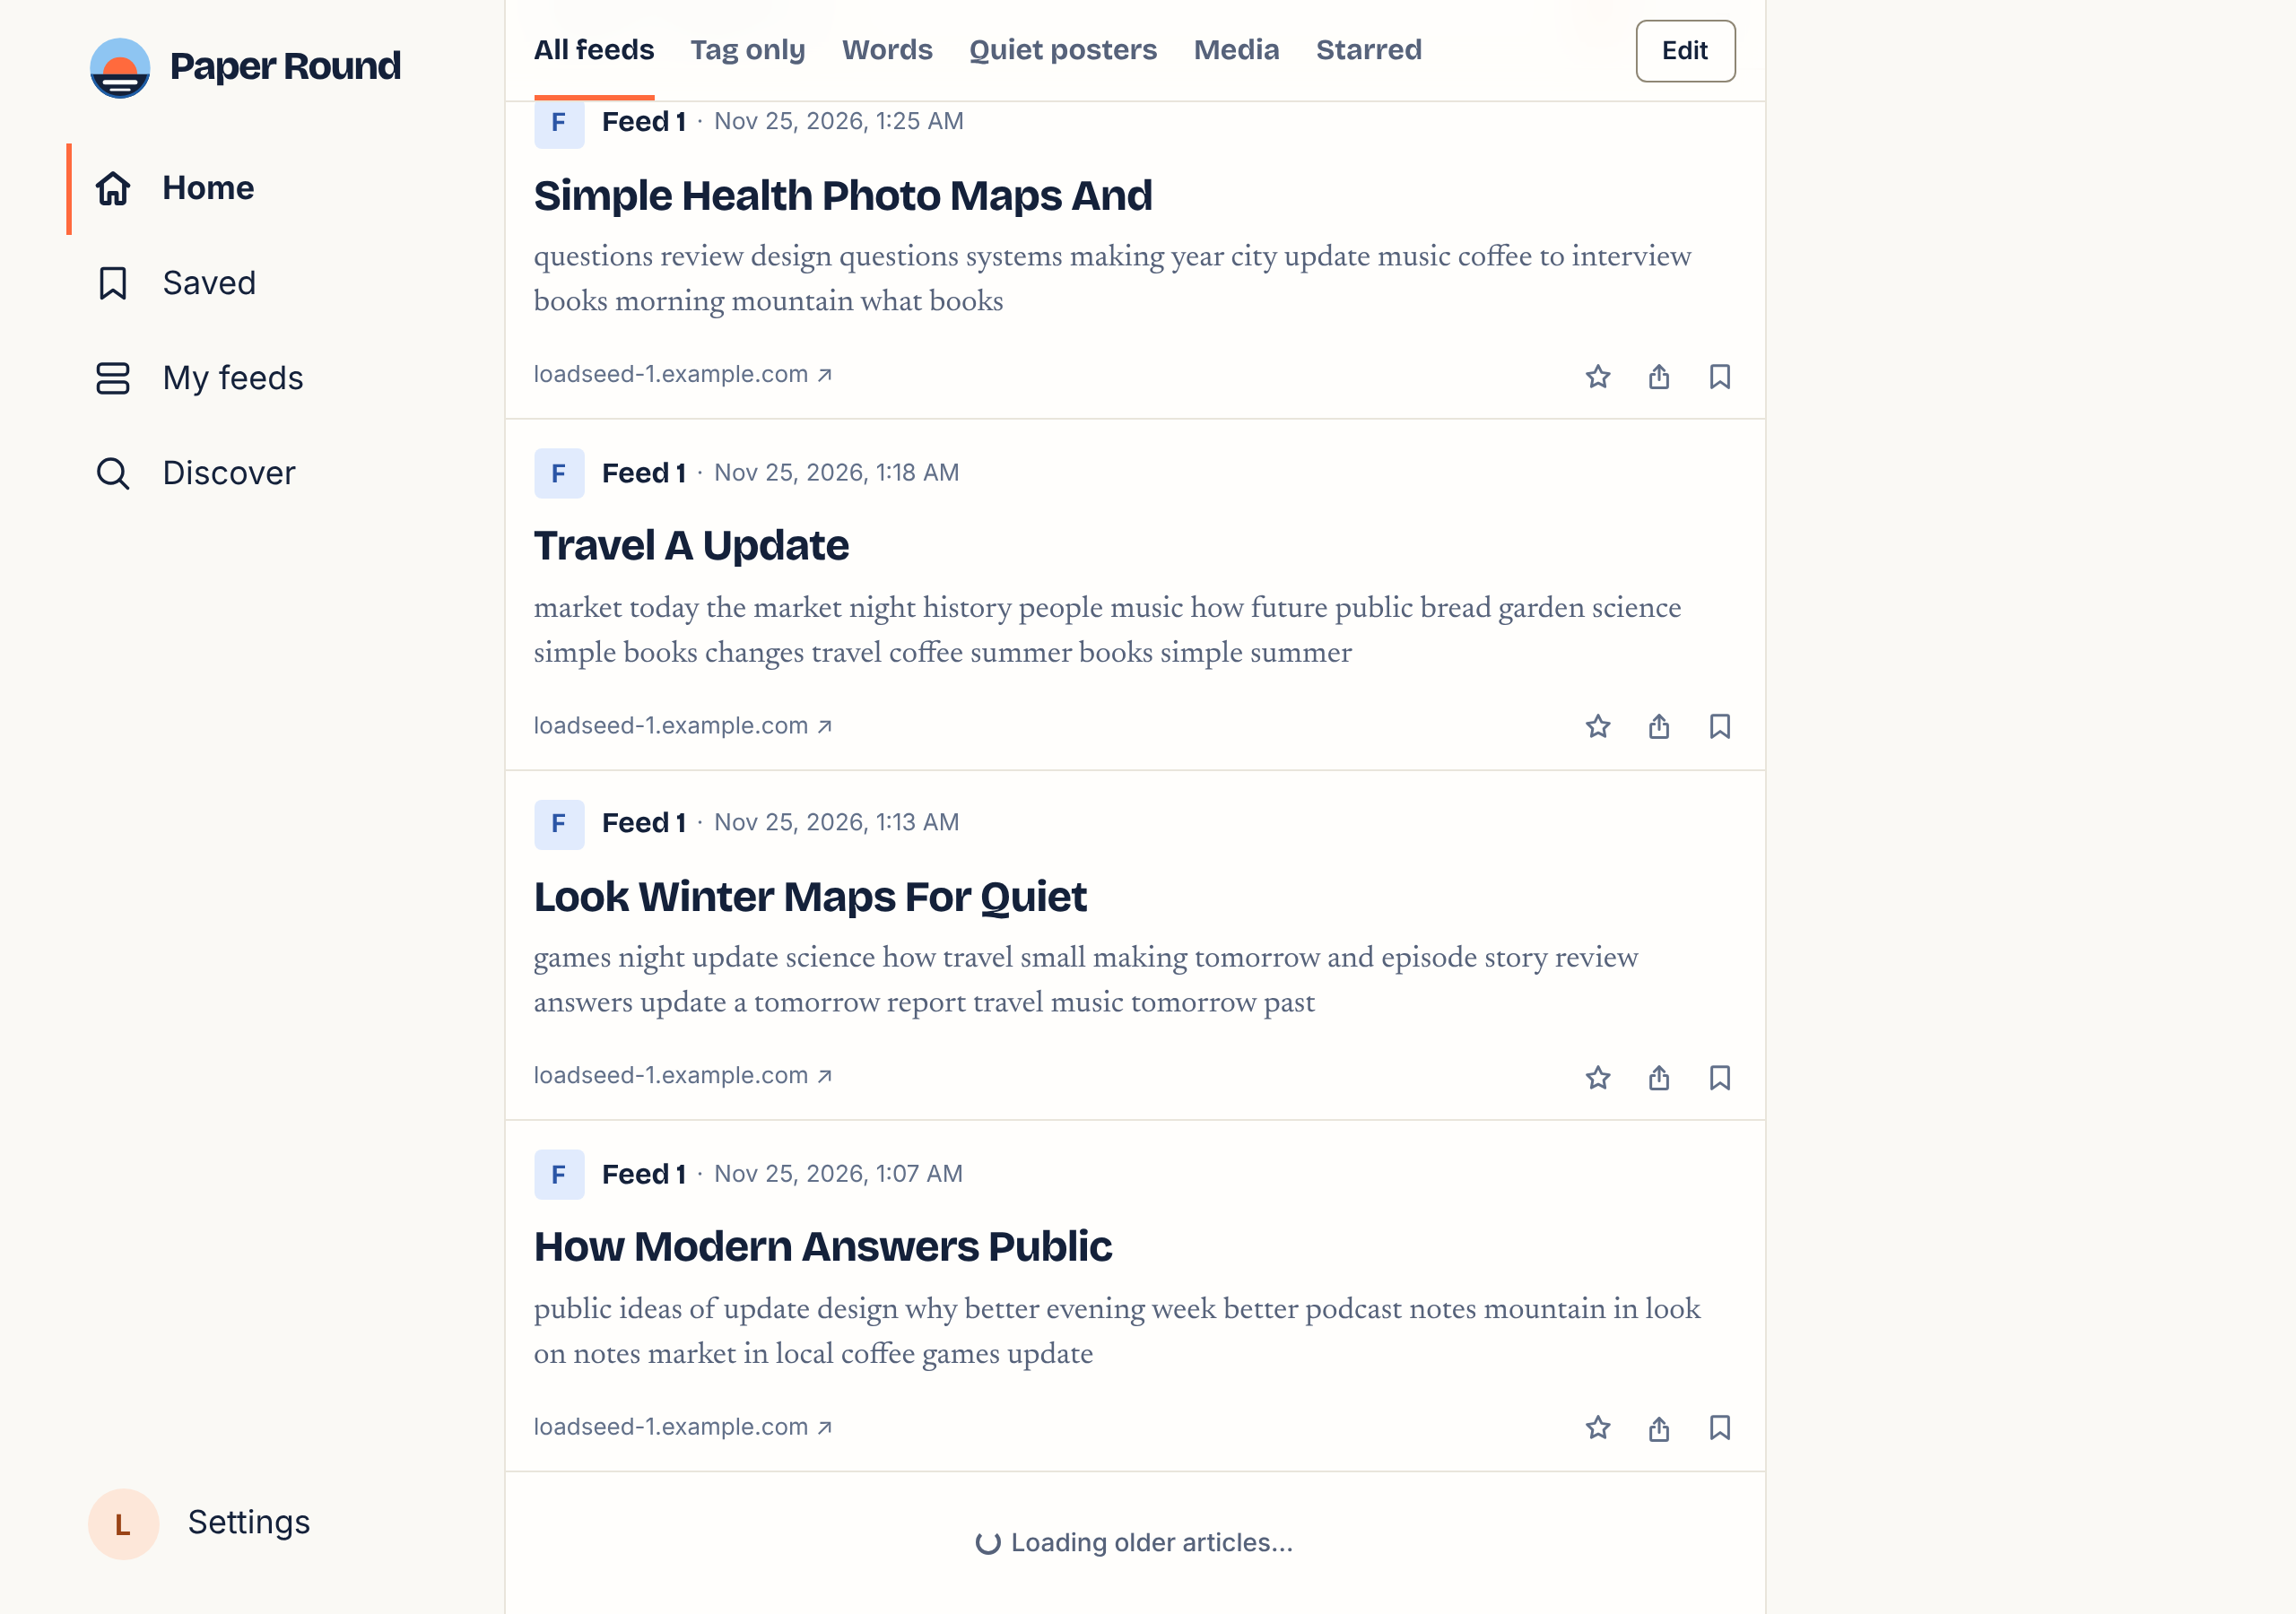 Paper Round
Home
Saved
My feeds
Discover
L
Settings
All feeds
Tag only
Words
Quiet posters
Media
Starred
Edit
F
Feed 1 · Nov 25, 2026, 1:25 AM
Simple Health Photo Maps And
questions review design questions systems making year city update music coffee to interview
books morning mountain what books
loadseed-1.example.com ↗
F
Feed 1 · Nov 25, 2026, 1:18 AM
Travel A Update
market today the market night history people music how future public bread garden science
simple books changes travel coffee summer books simple summer
loadseed-1.example.com ↗
F
Feed 1 · Nov 25, 2026, 1:13 AM
Look Winter Maps For Quiet
games night update science how travel small making tomorrow and episode story review
answers update a tomorrow report travel music tomorrow past
loadseed-1.example.com ↗
F
Feed 1 · Nov 25, 2026, 1:07 AM
How Modern Answers Public
public ideas of update design why better evening week better podcast notes mountain in look
on notes market in local coffee games update
loadseed-1.example.com ↗
Loading older articles...